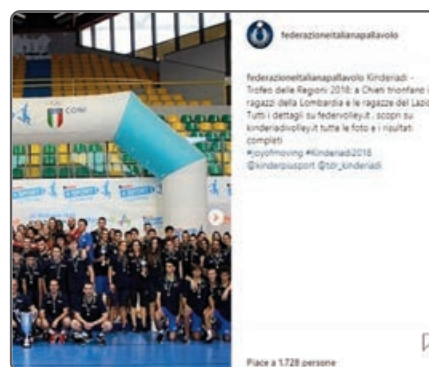 federazioneitalianapallavolo
federazioneitalianapallavolo Kinderiadi -
Trofeo delle Regioni 2018: a Chieti trionfano i
ragazzi della Lombardia e le ragazze del Lazio
Tutti i dettagli su federvolley.it . scopri su
kinderiadivolley.it tutte le foto e i risultati
completi
#joyofmoving #Kinderiadi2018
@kinderpiusport @tdr_kinderiadi
CONI
Piace a 1.728 persone